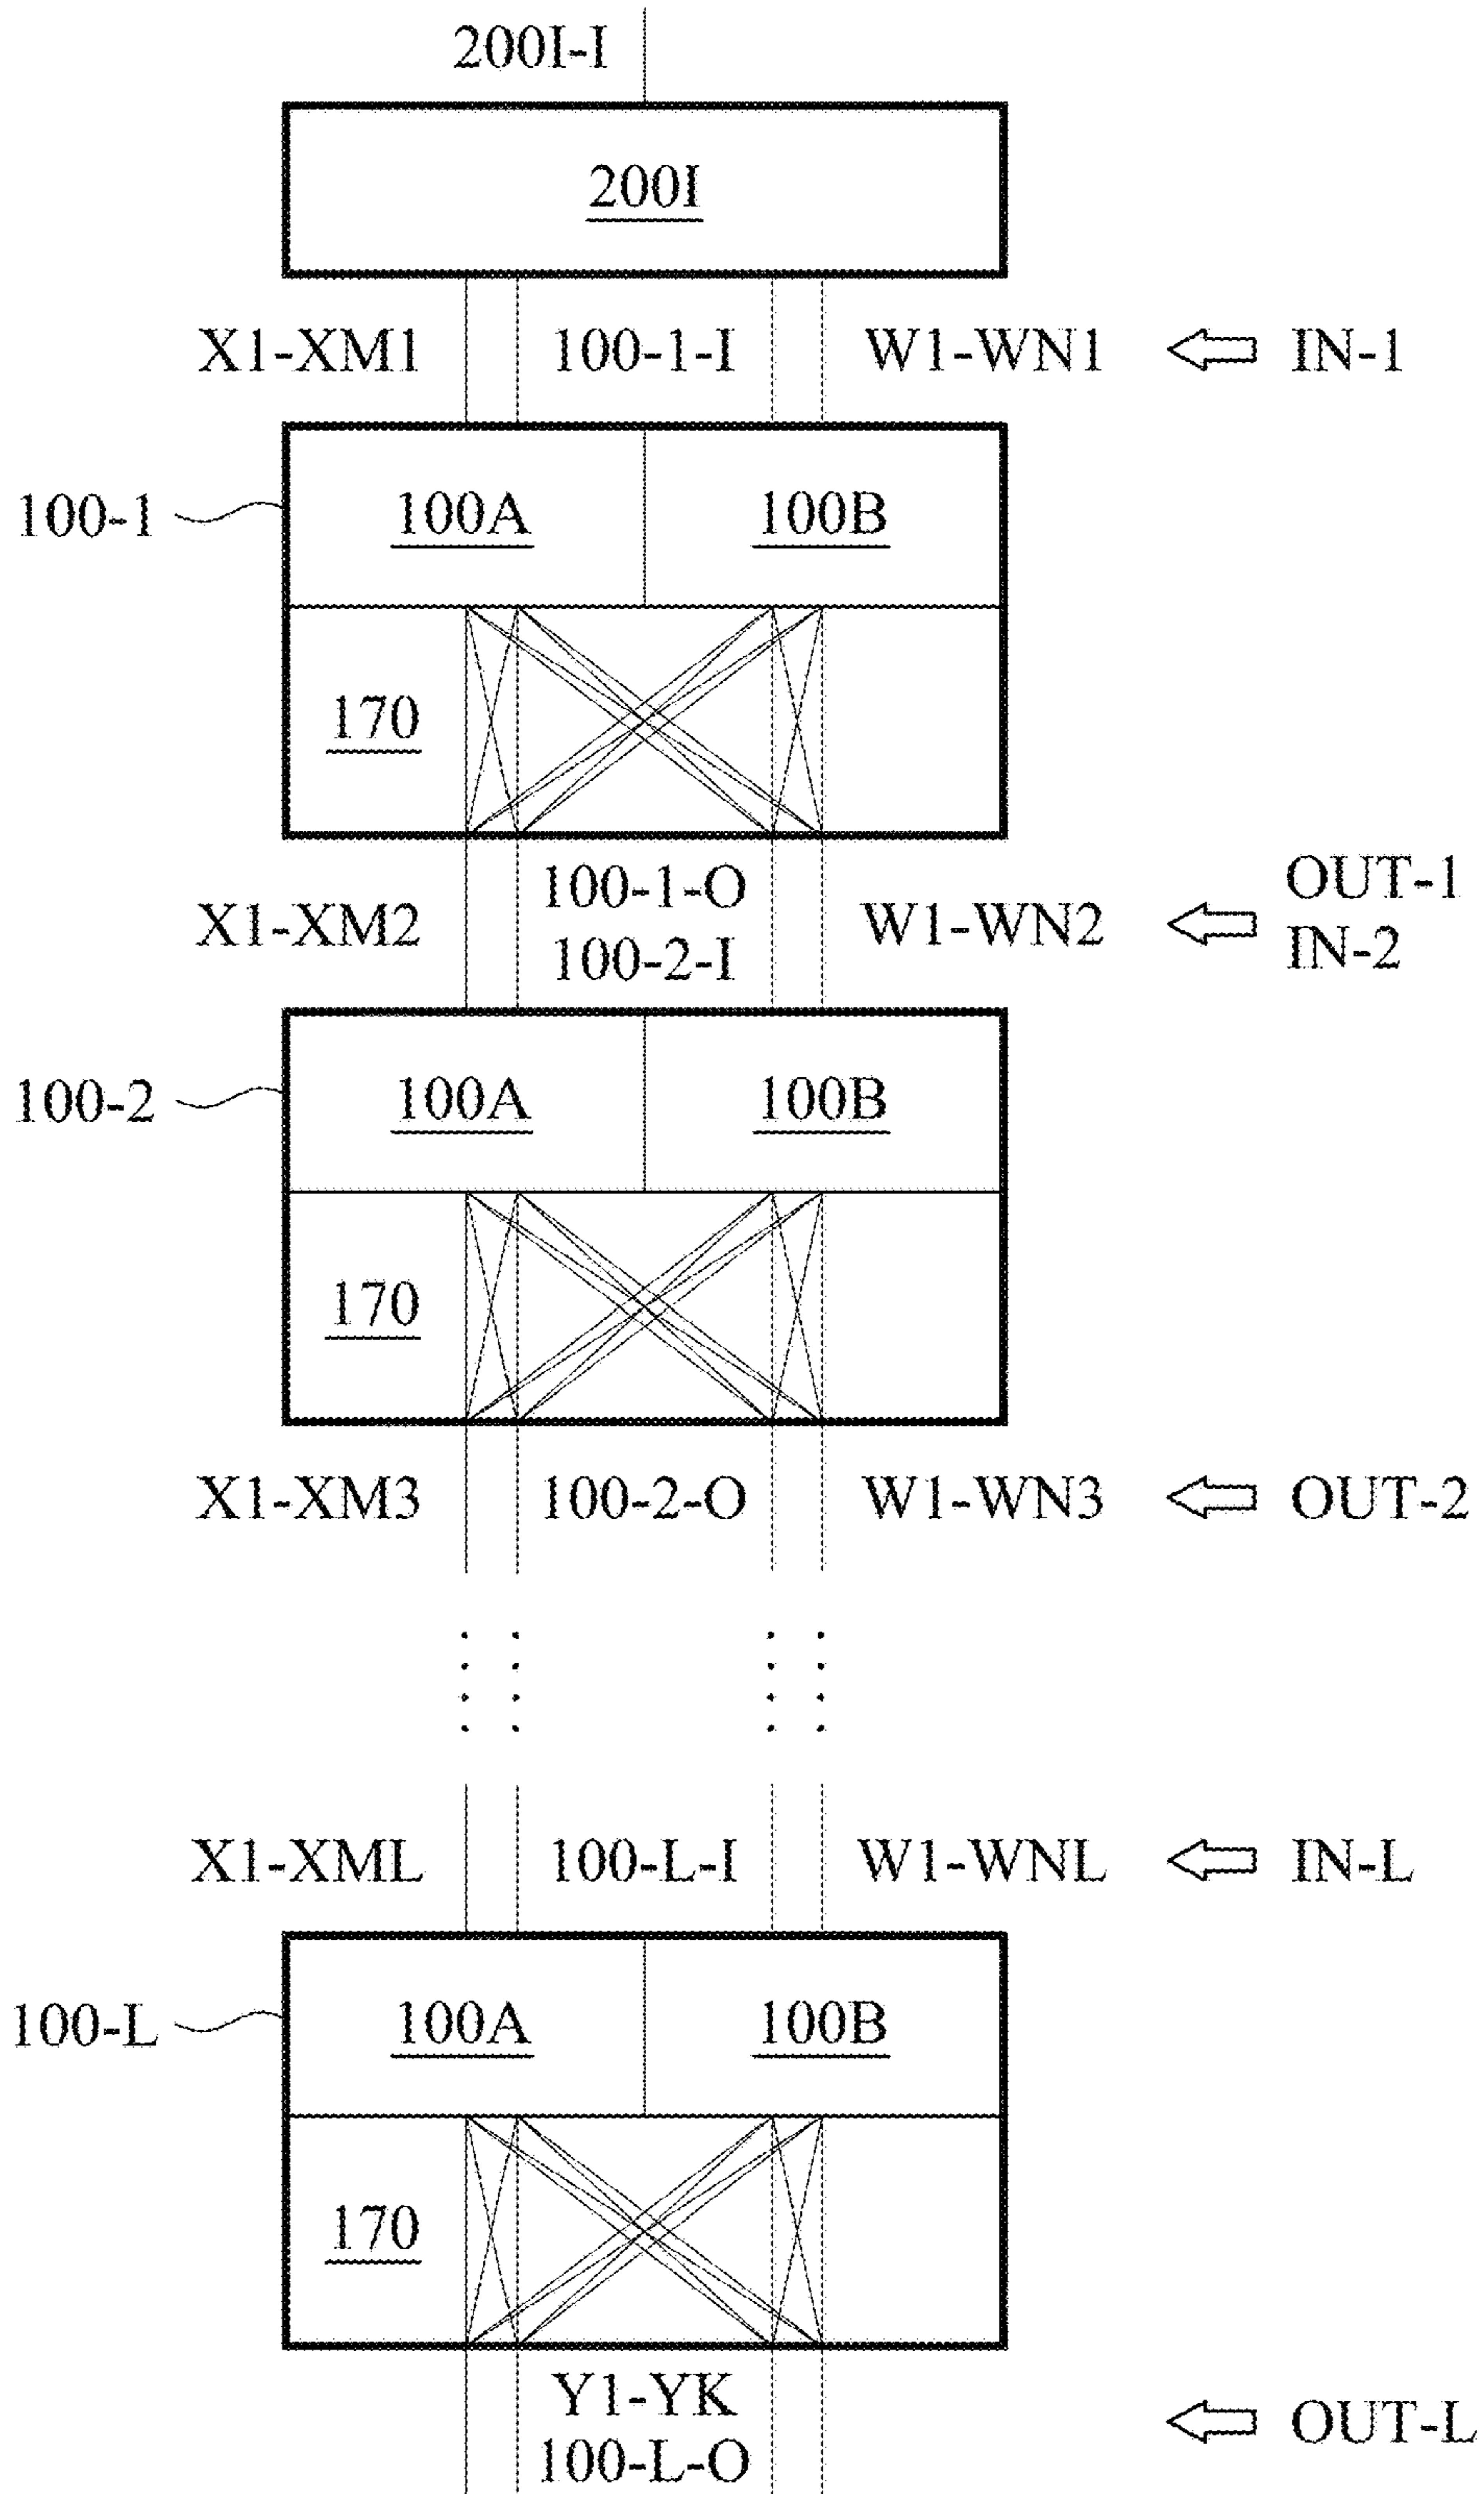 200I-I
200I
X1-XM1 100-1-I W1-WN1 IN-1
100-1 100A 100B
170
X1-XM2 100-1-O 100-2-I W1-WN2 OUT-1 IN-2
100-2 100A 100B
170
X1-XM3 100-2-O W1-WN3 OUT-2
X1-XML 100-L-I W1-WNL IN-L
100-L 100A 100B
170
Y1-YK
100-L-O
OUT-L